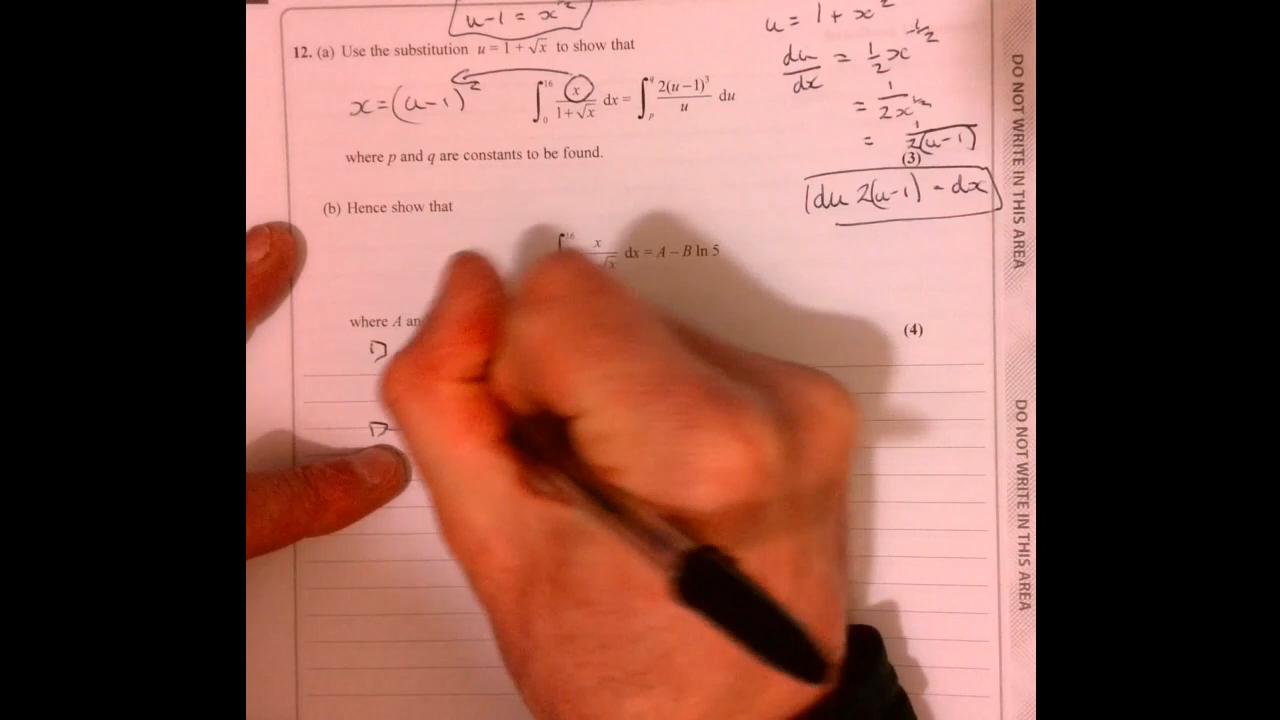 u-1 = x^½
u = 1 + x^½
12. (a) Use the substitution u = 1 + √x to show that
du/dx = 1/2 x^-½
x = (u-1)^2
∫₀¹⁶ x/(1+√x) dx = ∫ₚ^q 2(u-1)³/u du
= 1/2x^½
= 1/2(u-1)
where p and q are constants to be found.
(3)
du 2(u-1) = dx
(b) Hence show that
∫ ¹⁶ x √x dx = A – B ln 5
where A
(4)
DO NOT WRITE IN THIS AREA
DO NOT WRITE IN THIS AREA